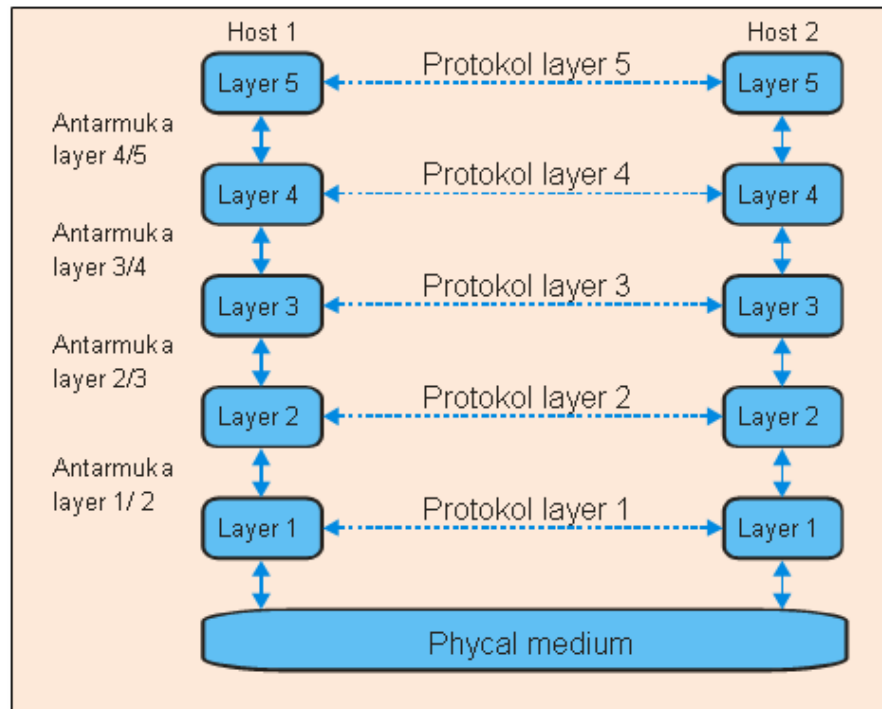 Host 1
Host 2
Layer 5
Protokol layer 5
Layer 5
Antarmuka
layer 4/5
Layer 4
Protokol layer 4
Layer 4
Antarmuka
layer 3/4
Layer 3
Protokol layer 3
Layer 3
Antarmuka
layer 2/3
Layer 2
Protokol layer 2
Layer 2
Antarmuka
layer 1/ 2
Layer 1
Protokol layer 1
Layer 1
Phycal medium